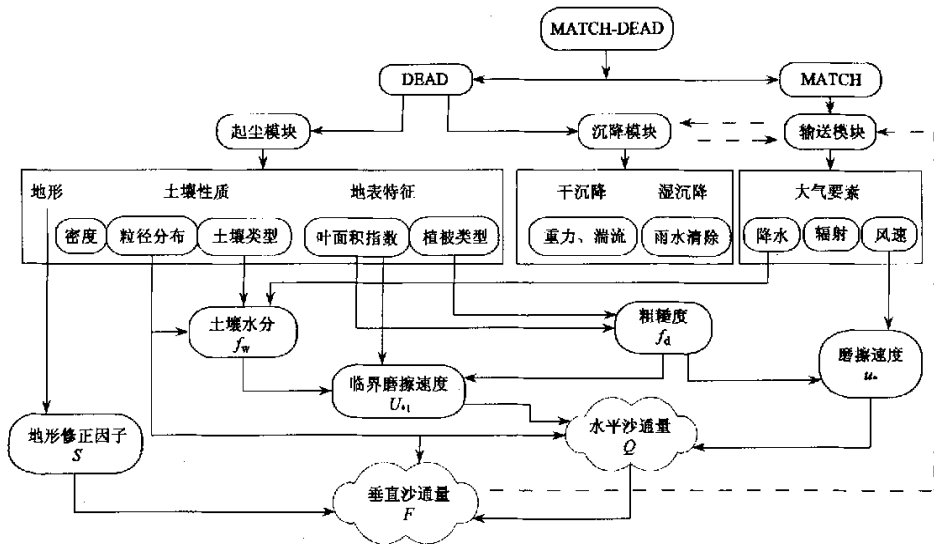 MATCH-DEAD
DEAD
MATCH
起尘模块
沉降模块
输送模块
地形
土壤性质
地表特征
干沉降
湿沉降
大气要素
密度
粒径分布
土壤类型
叶面积指数
植被类型
重力、湍流
雨水清除
降水
辐射
风速
土壤水分
f_w
粗糙度
f_d
磨擦速度
u*
临界磨擦速度
U*t
地形修正因子
S
水平沙通量
Q
垂直沙通量
F